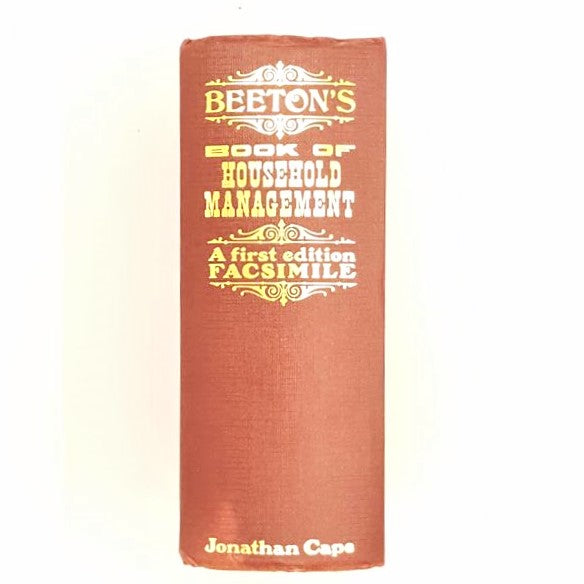 BEETON'S
BOOK OF
HOUSEHOLD
MANAGEMENT
A first edition
FACSIMILE
Jonathan Cape